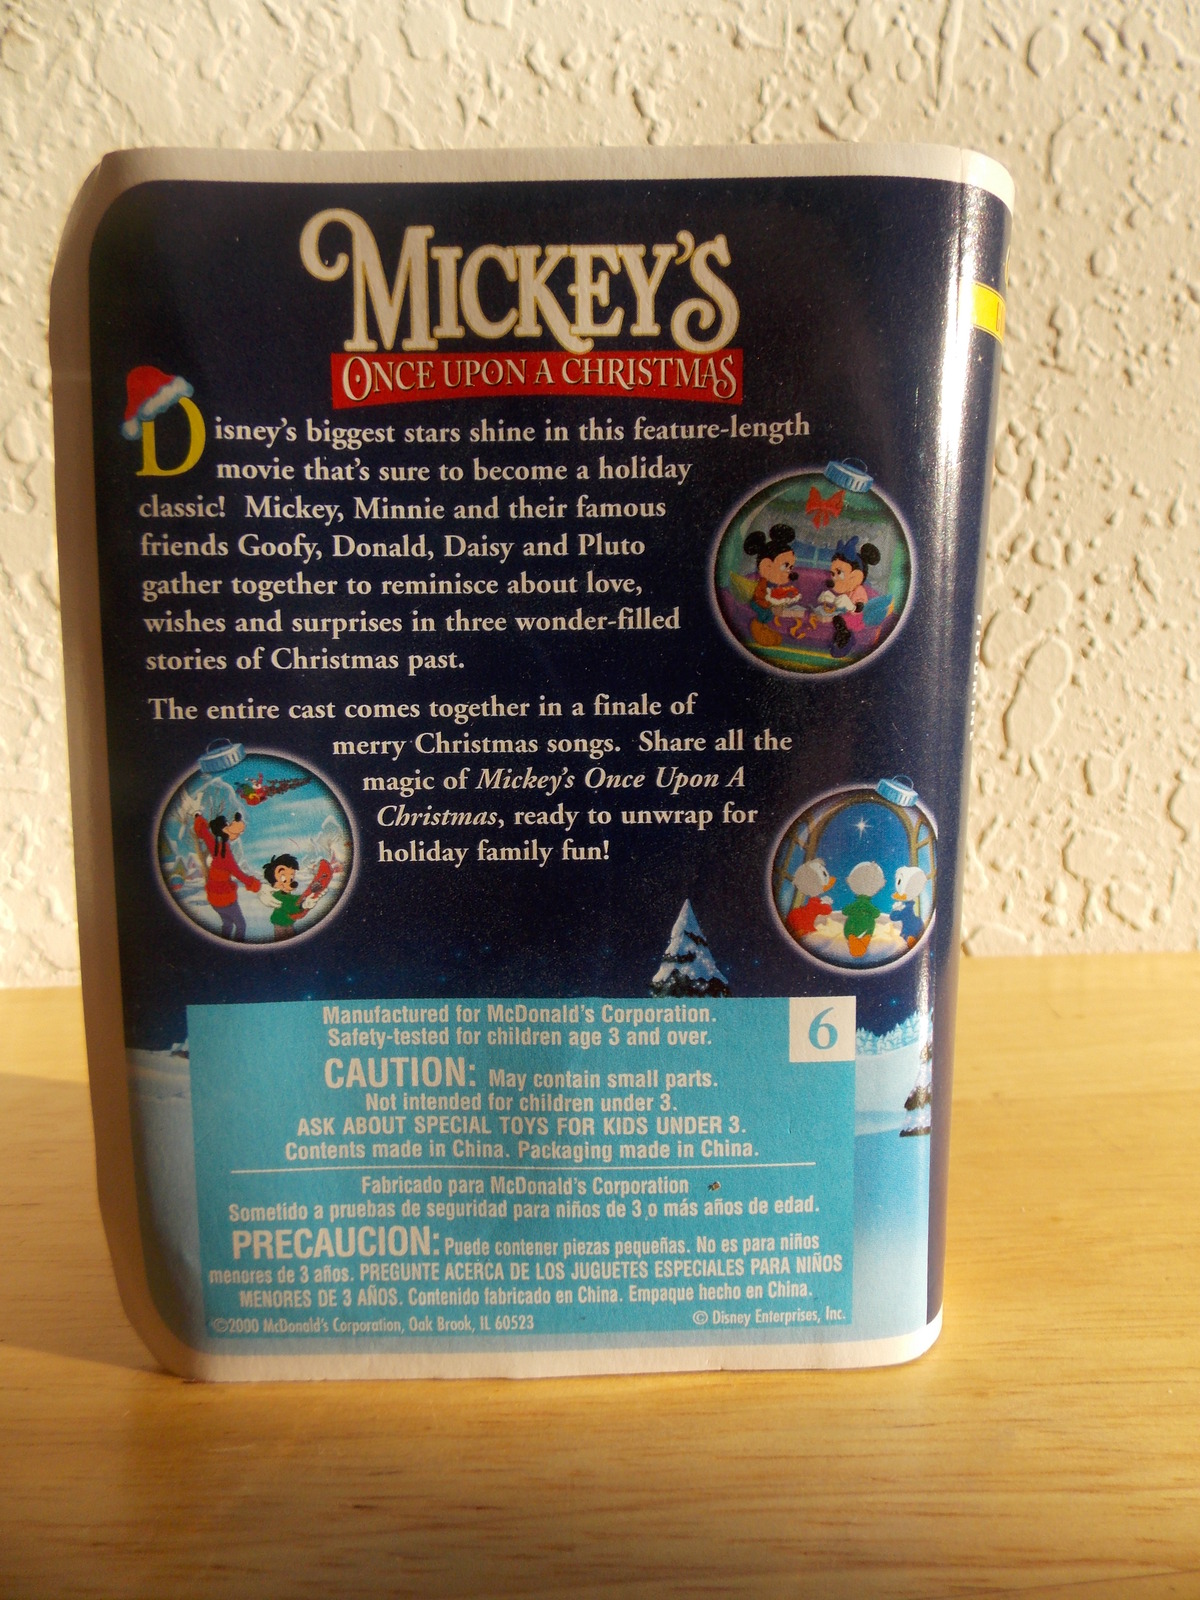 MICKEY'S
ONCE UPON A CHRISTMAS
Disney's biggest stars shine in this feature-length
movie that's sure to become a holiday
classic! Mickey, Minnie and their famous
friends Goofy, Donald, Daisy and Pluto
gather together to reminisce about love,
wishes and surprises in three wonder-filled
stories of Christmas past.
The entire cast comes together in a finale of
merry Christmas songs. Share all the
magic of Mickey's Once Upon A
Christmas, ready to unwrap for
holiday family fun!
Manufactured for McDonald's Corporation.
Safety-tested for children age 3 and over.
6
CAUTION: May contain small parts.
Not intended for children under 3.
ASK ABOUT SPECIAL TOYS FOR KIDS UNDER 3.
Contents made in China. Packaging made in China.
Fabricado para McDonald's Corporation
Sometido a pruebas de seguridad para niños de 3 o más años de edad.
PRECAUCION: Puede contener piezas pequeñas. No es para niños
menores de 3 años. PREGUNTE ACERCA DE LOS JUGUETES ESPECIALES PARA NIÑOS
MENORES DE 3 AÑOS. Contenido fabricado en China. Empaque hecho en China.
©2000 McDonald's Corporation, Oak Brook, IL 60523
© Disney Enterprises, Inc.